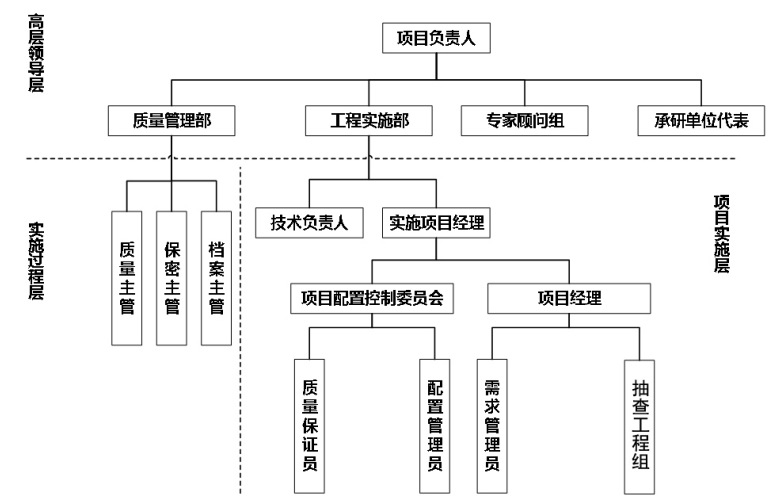 高层领导层
项目负责人
质量管理部
工程实施部
专家顾问组
承研单位代表
实施过程层
项目实施层
质量主管
保密主管
档案主管
技术负责人
实施项目经理
项目配置控制委员会
项目经理
质量保证员
配置管理员
需求管理员
抽查工程组